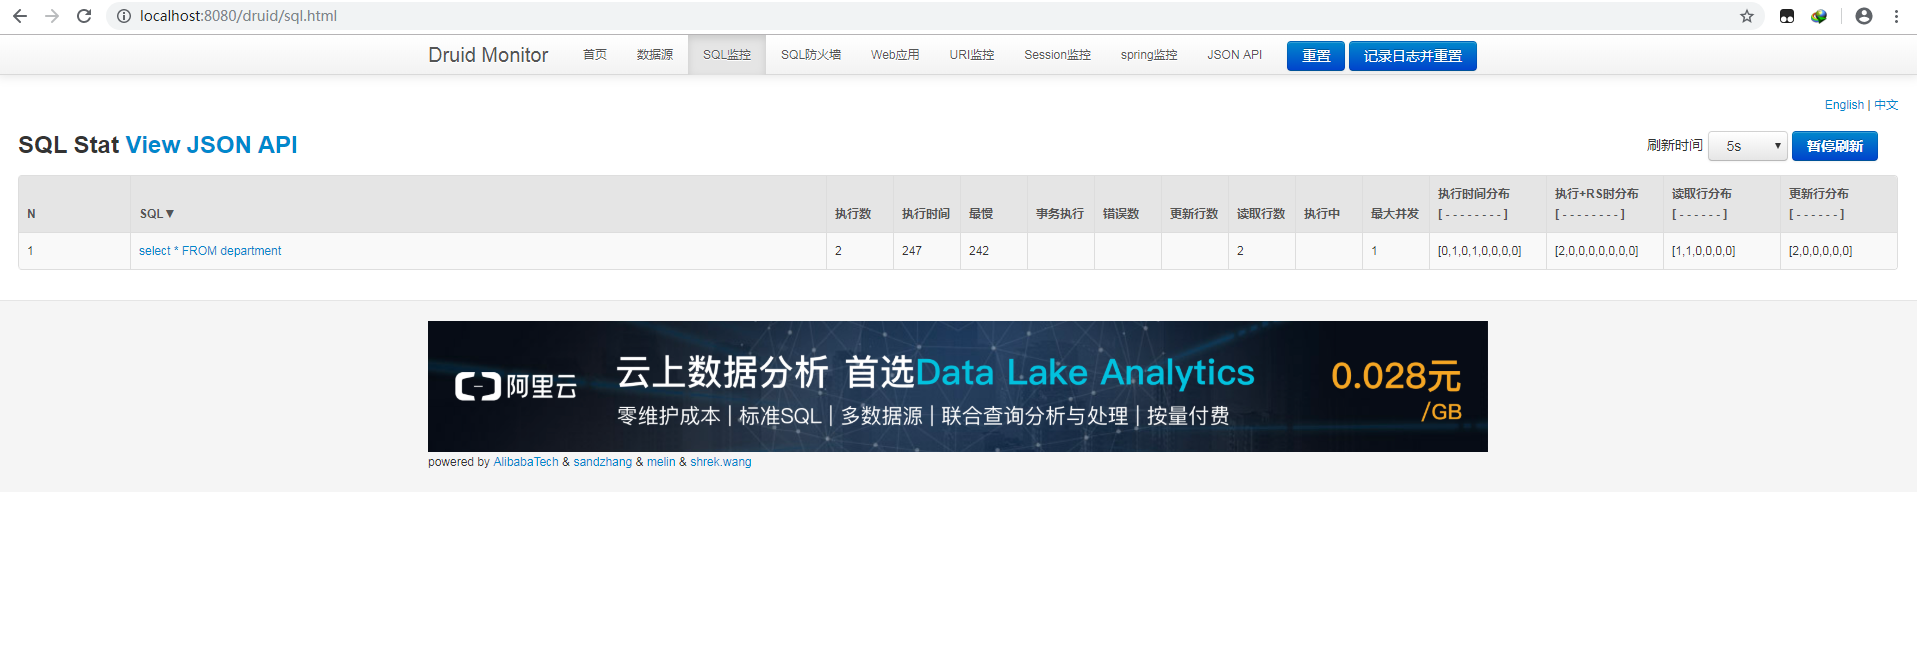 localhost:8080/druid/sql.html
Druid Monitor 首页 数据源 SQL监控 SQL防火墙 Web应用 URI监控 Session监控 spring监控 JSON API 重置 记录日志并重置
English | 中文
SQL Stat View JSON API 刷新时间 5s 暂停刷新
N SQL▼ 执行数 执行时间 最慢 事务执行 错误数 更新行数 读取行数 执行中 最大并发 执行时间分布 [ - - - - - - - - ] 执行+RS时分布 [ - - - - - - - - ] 读取行分布 [ - - - - - - ] 更新行分布 [ - - - - - - ]
1 select * FROM department 2 247 242 2 1 [0,1,0,1,0,0,0,0] [2,0,0,0,0,0,0,0] [1,1,0,0,0,0] [2,0,0,0,0,0]
阿里云
云上数据分析 首选Data Lake Analytics
零维护成本 | 标准SQL | 多数据源 | 联合查询分析与处理 | 按量付费
0.028元
/GB
powered by AlibabaTech & sandzhang & melin & shrek.wang